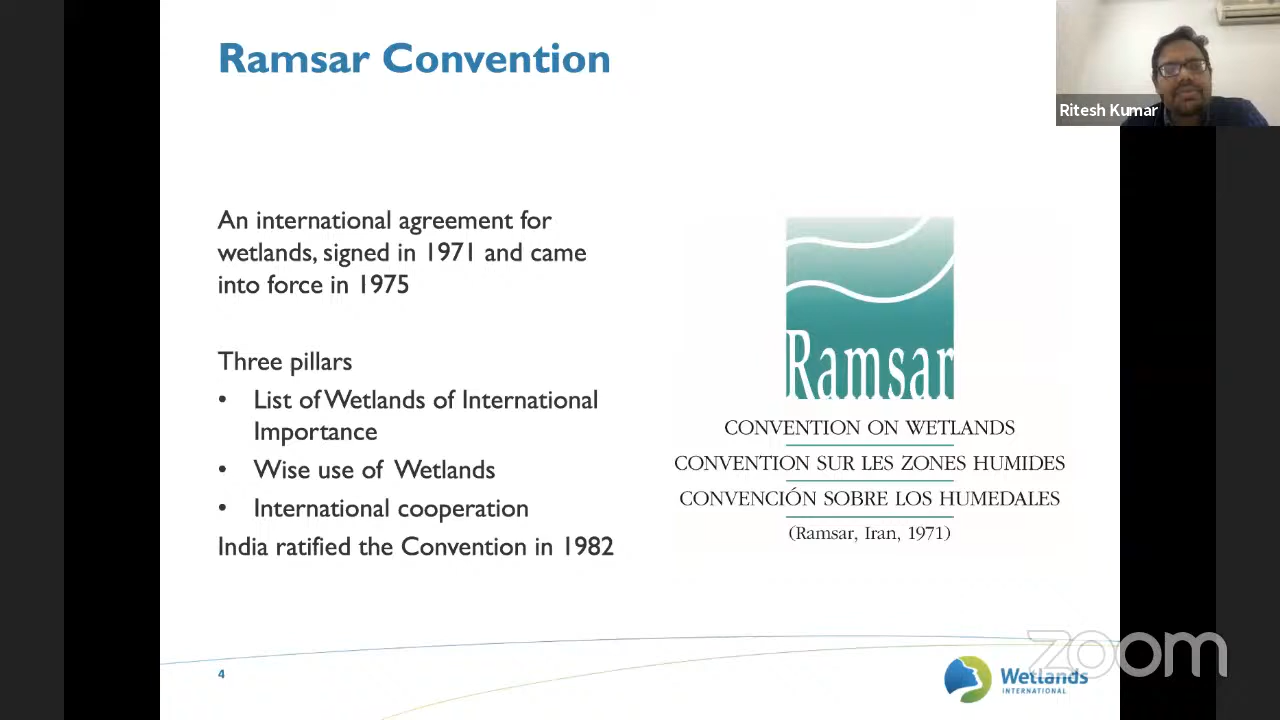 Ramsar Convention
Ritesh Kumar
An international agreement for
wetlands, signed in 1971 and came
into force in 1975
Three pillars
• List of Wetlands of International
Importance
• Wise use of Wetlands
• International cooperation
India ratified the Convention in 1982
Ramsar
CONVENTION ON WETLANDS
CONVENTION SUR LES ZONES HUMIDES
CONVENCIÓN SOBRE LOS HUMEDALES
(Ramsar, Iran, 1971)
4
Wetlands
INTERNATIONAL
zoom